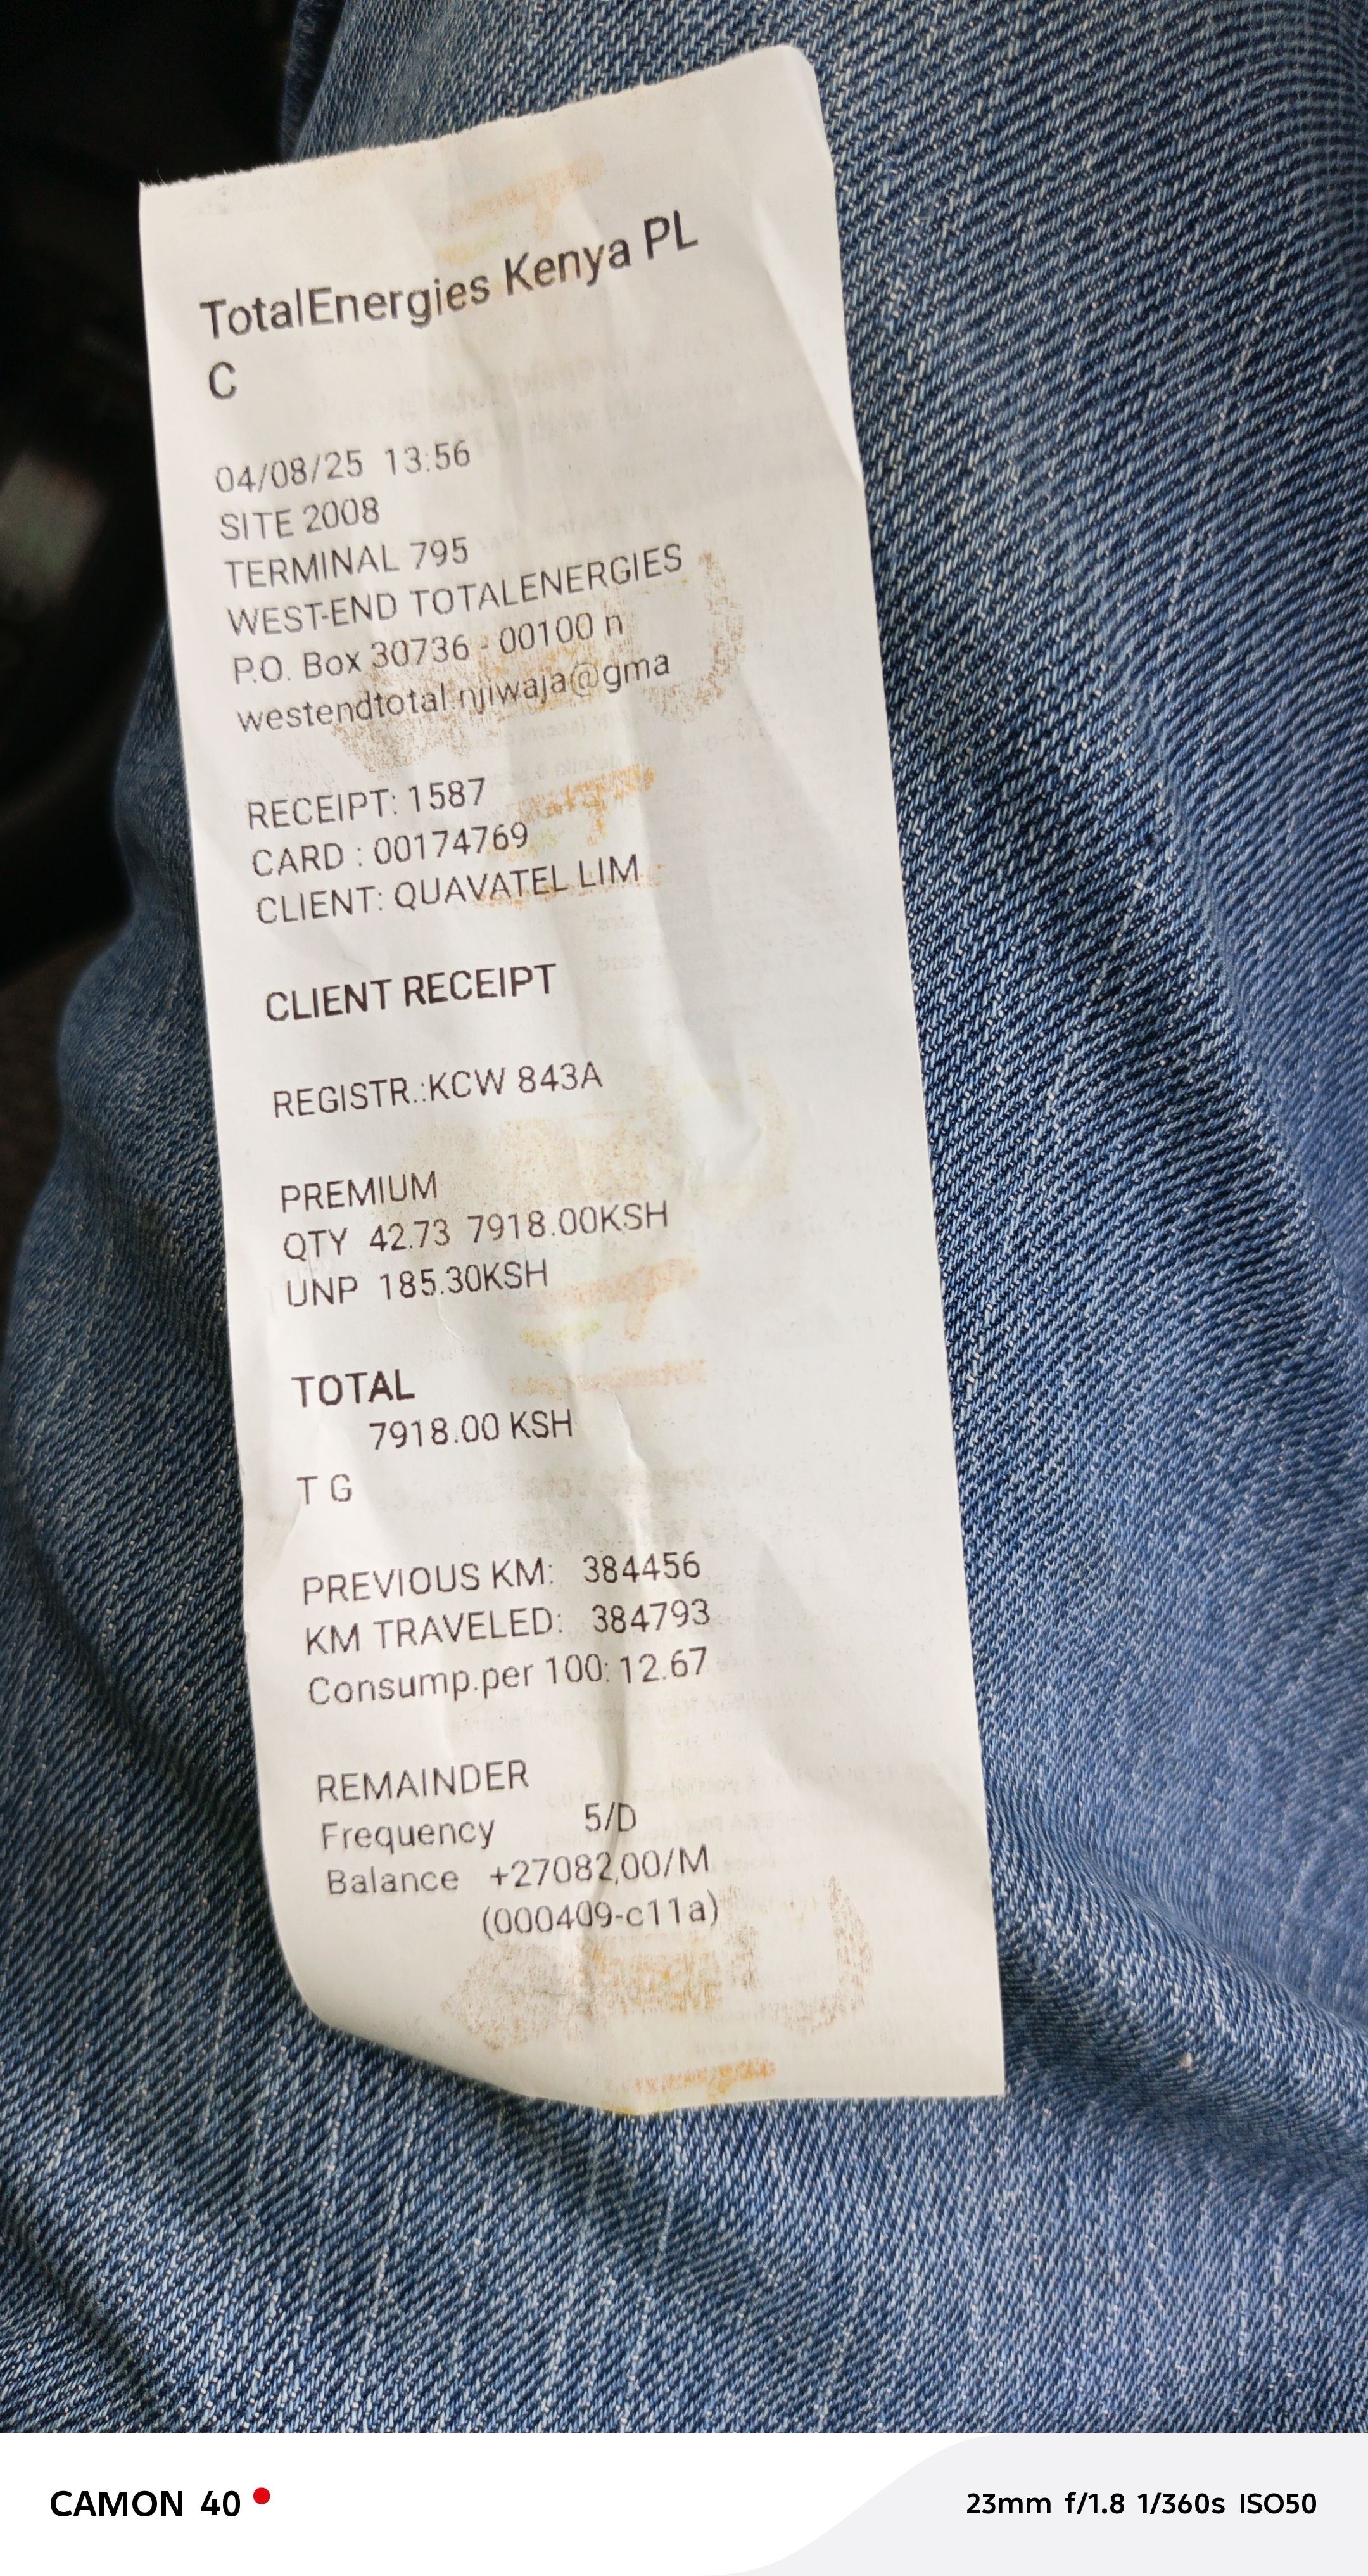 TotalEnergies Kenya PL
C
04/08/25 13:56
SITE 2008
TERMINAL 795
WEST-END TOTALENERGIES
P.O. Box 30736 - 00100 n
westendtotal.njiwaja@gma
RECEIPT: 1587
CARD : 00174769
CLIENT: QUAVATEL LIM
CLIENT RECEIPT
REGISTR.:KCW 843A
PREMIUM
QTY 42.73 7918.00KSH
UNP 185.30KSH
TOTAL
7918.00 KSH
T G
PREVIOUS KM: 384456
KM TRAVELED: 384793
Consump.per 100: 12.67
REMAINDER
Frequency 5/D
Balance +27082,00/M
(000409-c11a)
CAMON 40
23mm f/1.8 1/360s ISO50